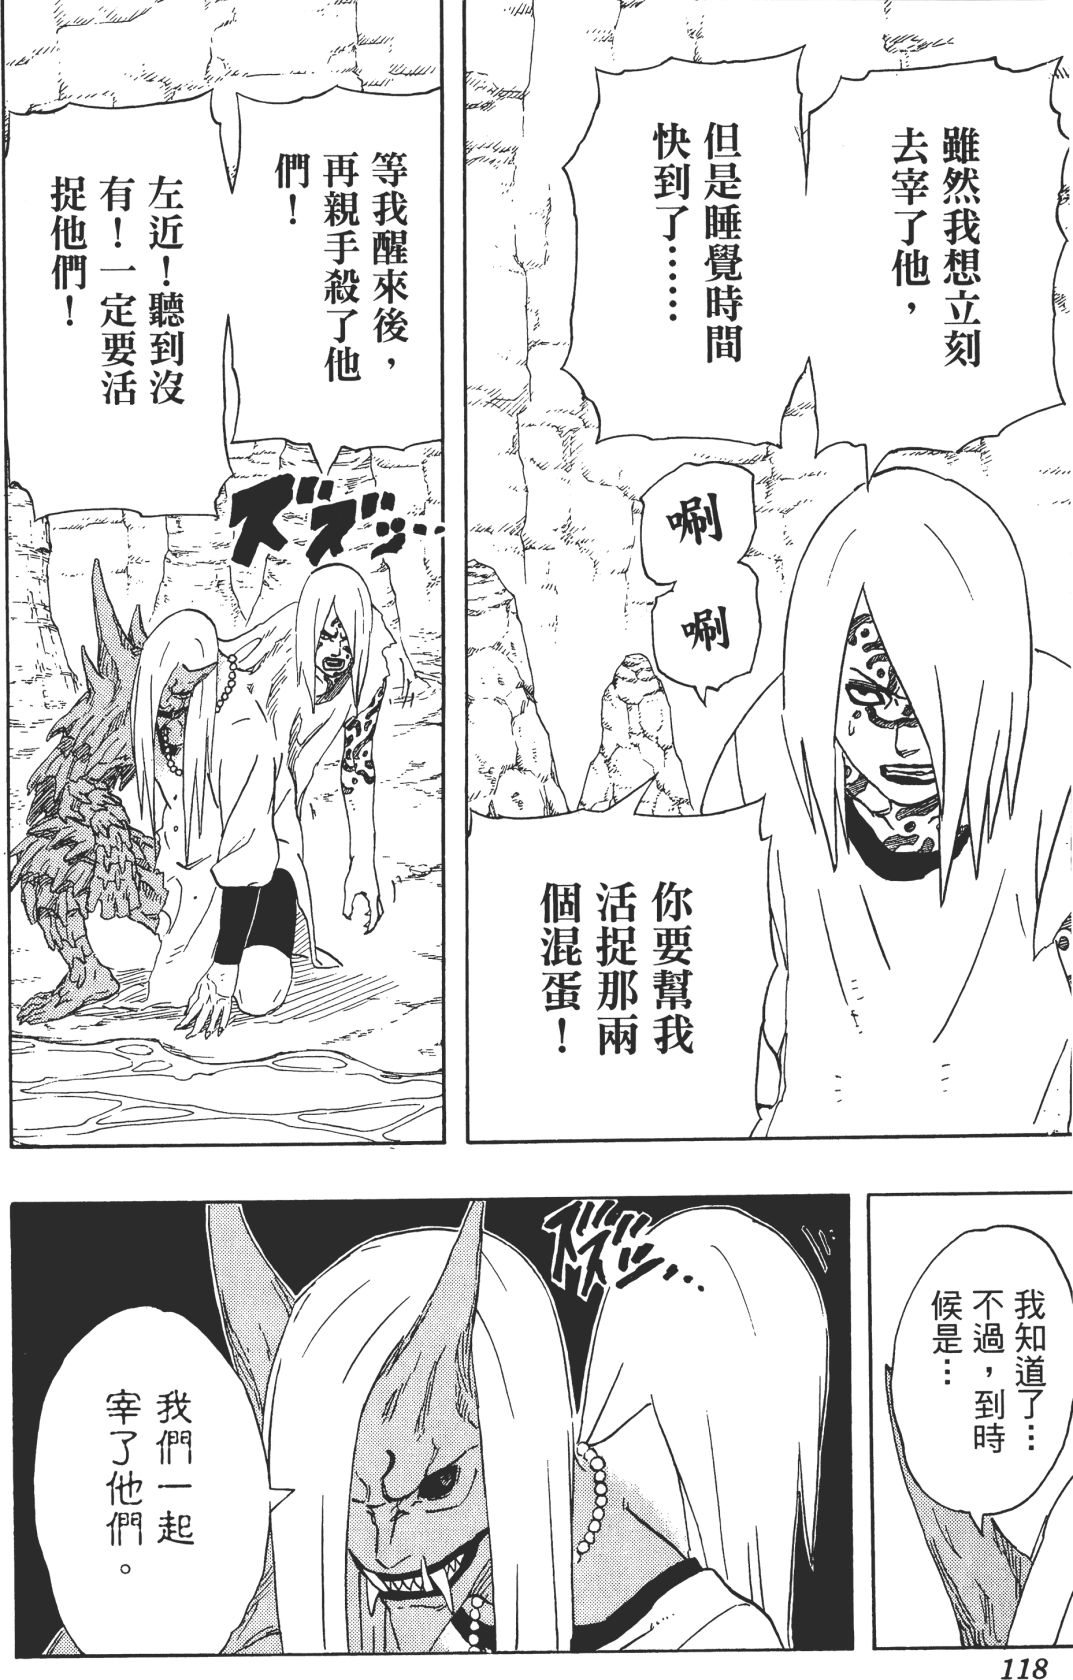 雖然我想立刻
去宰了他，
但是睡覺時間
快到了……
唰
唰
你要幫我
活捉那兩
個混蛋！
等我醒來後，
再親手殺了他
們！
左近！聽到沒
有！一定要活
捉他們！
ズズズッ…
我知道了…
不過，到時
候是…
ズズズッ…
我們一起
宰了他們。
118